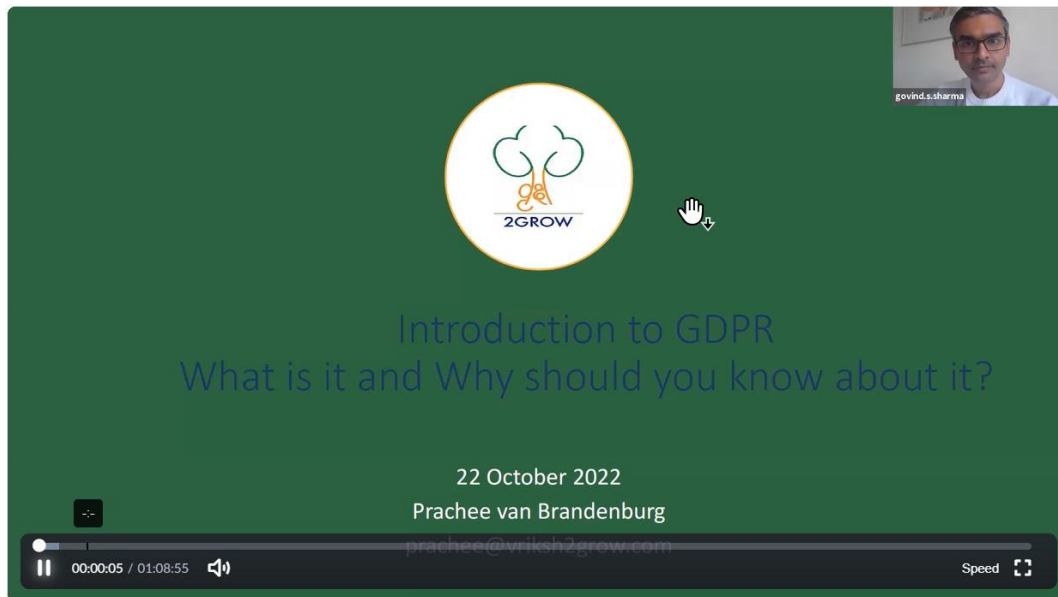 govind.s.sharma
2GROW
Introduction to GDPR
What is it and Why should you know about it?
22 October 2022
Prachee van Brandenburg
prachee@vriksh2grow.com
-:-
00:00:05 / 01:08:55
Speed